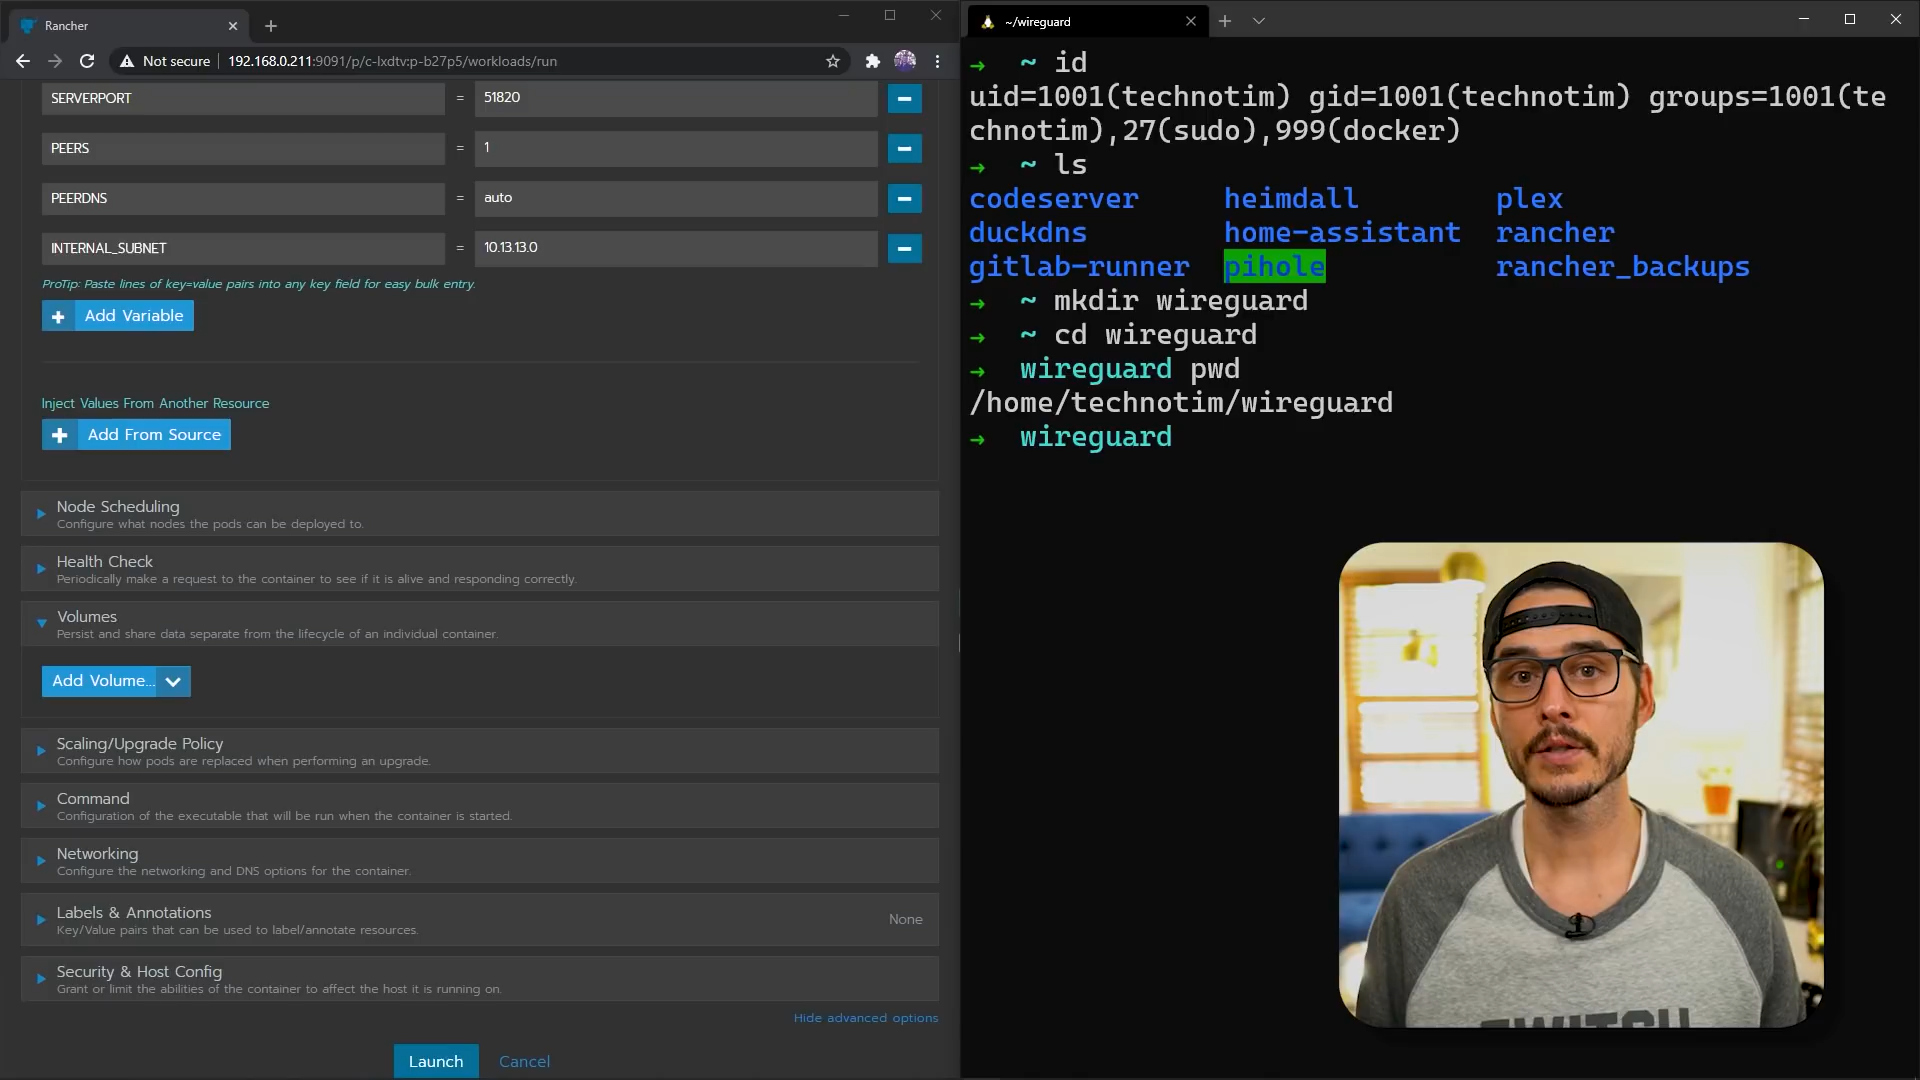 Rancher
Not secure
192.168.0.211:9091/p/c-lxdtv:p-b27p5/workloads/run
SERVERPORT = 51820
PEERS = 1
PEERDNS = auto
INTERNAL_SUBNET = 10.13.13.0
ProTip: Paste lines of key=value pairs into any key field for easy bulk entry.
Add Variable
Inject Values From Another Resource
Add From Source
Node Scheduling
Configure what nodes the pods can be deployed to.
Health Check
Periodically make a request to the container to see if it is alive and responding correctly.
Volumes
Persist and share data separate from the lifecycle of an individual container.
Add Volume...
Scaling/Upgrade Policy
Configure how pods are replaced when performing an upgrade.
Command
Configuration of the executable that will be run when the container is started.
Networking
Configure the networking and DNS options for the container.
Labels & Annotations
Key/Value pairs that can be used to label/annotate resources.
None
Security & Host Config
Grant or limit the abilities of the container to affect the host it is running on.
Hide advanced options
Launch
Cancel
~/wireguard
→ ~ id
uid=1001(technotim) gid=1001(technotim) groups=1001(te
chnotim),27(sudo),999(docker)
→ ~ ls
codeserver heimdall plex
duckdns home-assistant rancher
gitlab-runner pihole rancher_backups
→ ~ mkdir wireguard
→ ~ cd wireguard
→ wireguard pwd
/home/technotim/wireguard
→ wireguard